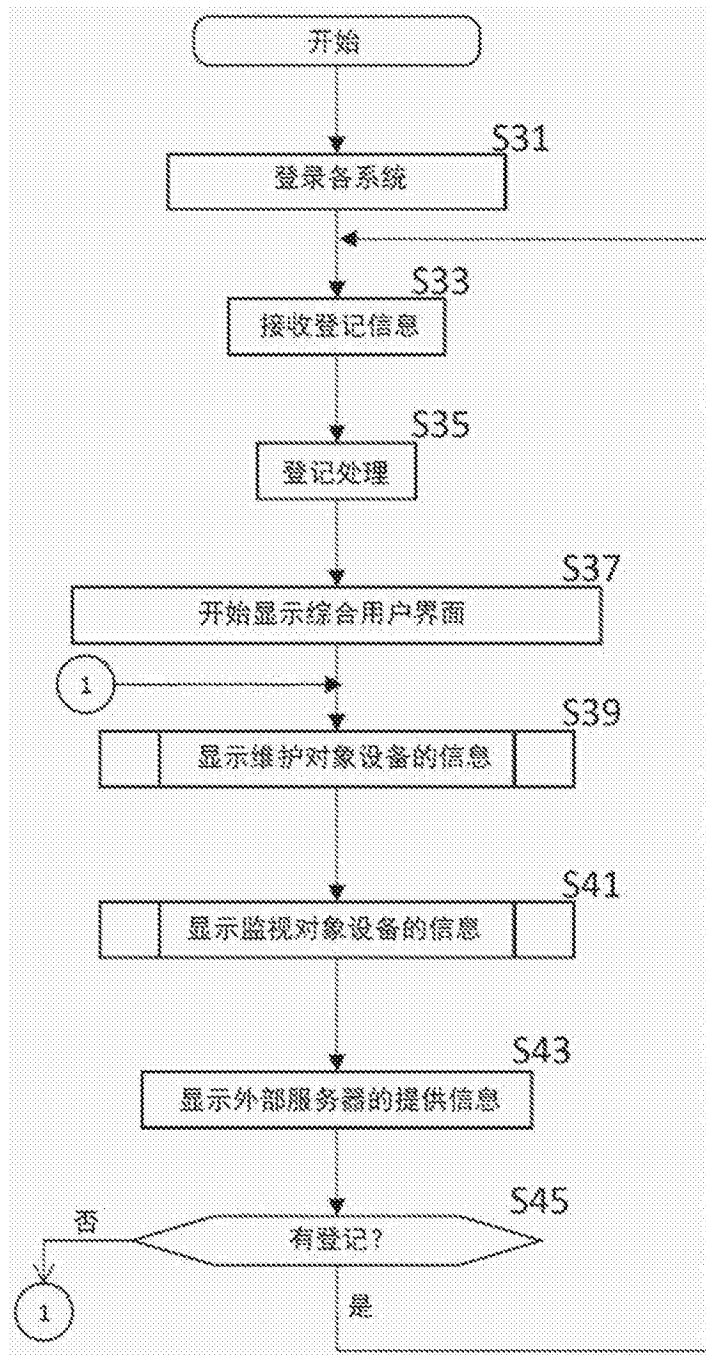 开始
S31
登录各系统
S33
接收登记信息
S35
登记处理
S37
开始显示综合用户界面
1
S39
显示维护对象设备的信息
S41
显示监视对象设备的信息
S43
显示外部服务器的提供信息
S45
否
有登记?
1
是